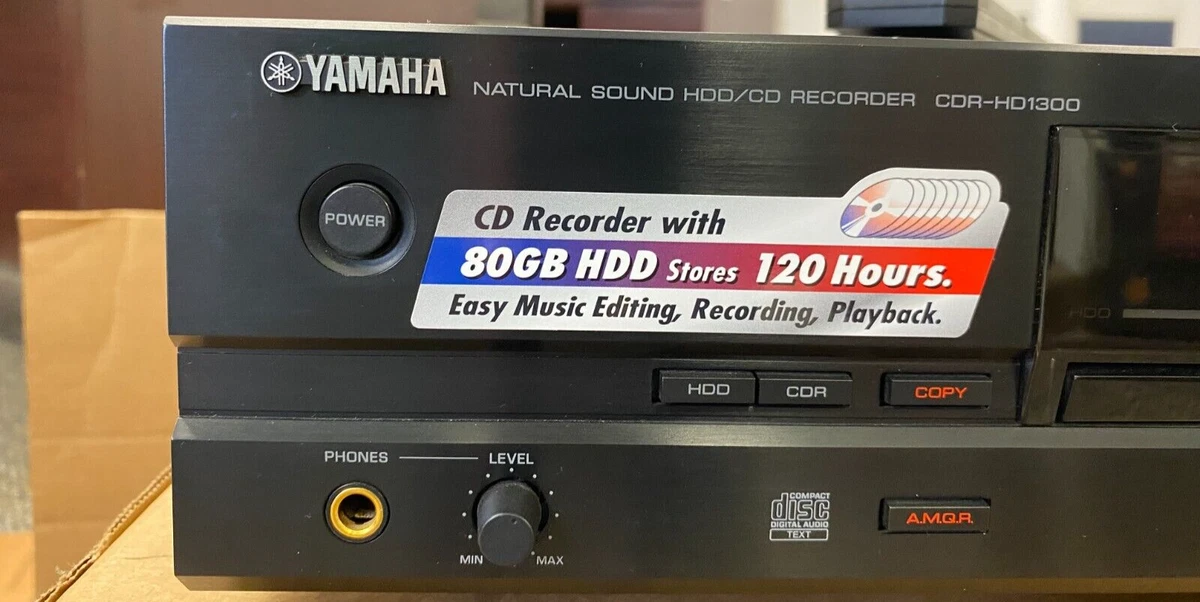 YAMAHA NATURAL SOUND HDD/CD RECORDER CDR-HD1300
POWER
CD Recorder with
80GB HDD Stores 120 Hours.
Easy Music Editing, Recording, Playback.
HDD
HDD CDR COPY
PHONES LEVEL
MIN MAX
COMPACT
disc
DIGITAL AUDIO
TEXT
A.M.Q.R.